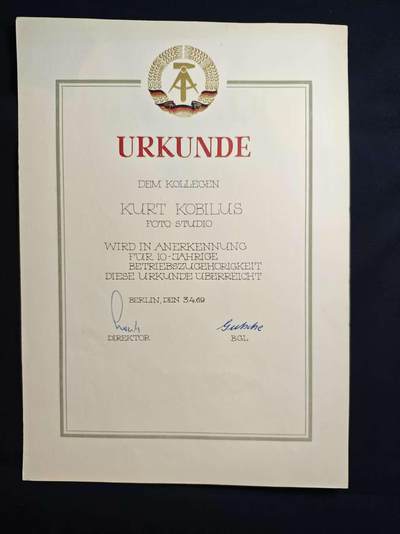 URKUNDE
DEM KOLLEGEN
KURT KOBILUS
FOTO STUDIO
WIRD IN ANERKENNUNG
FÜR 10-JÄHRIGE
BETRIEBSZUGEHÖRIGKEIT
DIESE URKUNDE ÜBERREICHT
BERLIN, DEN 3.4.69
DIREKTOR
BGL